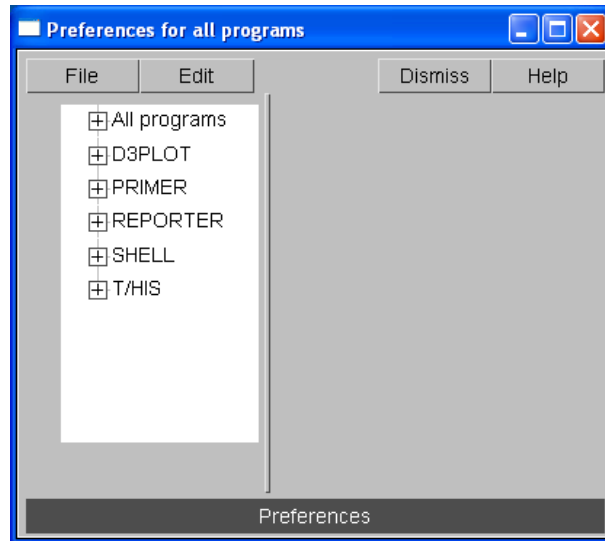 Preferences for all programs
File Edit Dismiss Help
All programs
D3PLOT
PRIMER
REPORTER
SHELL
T/HIS
Preferences